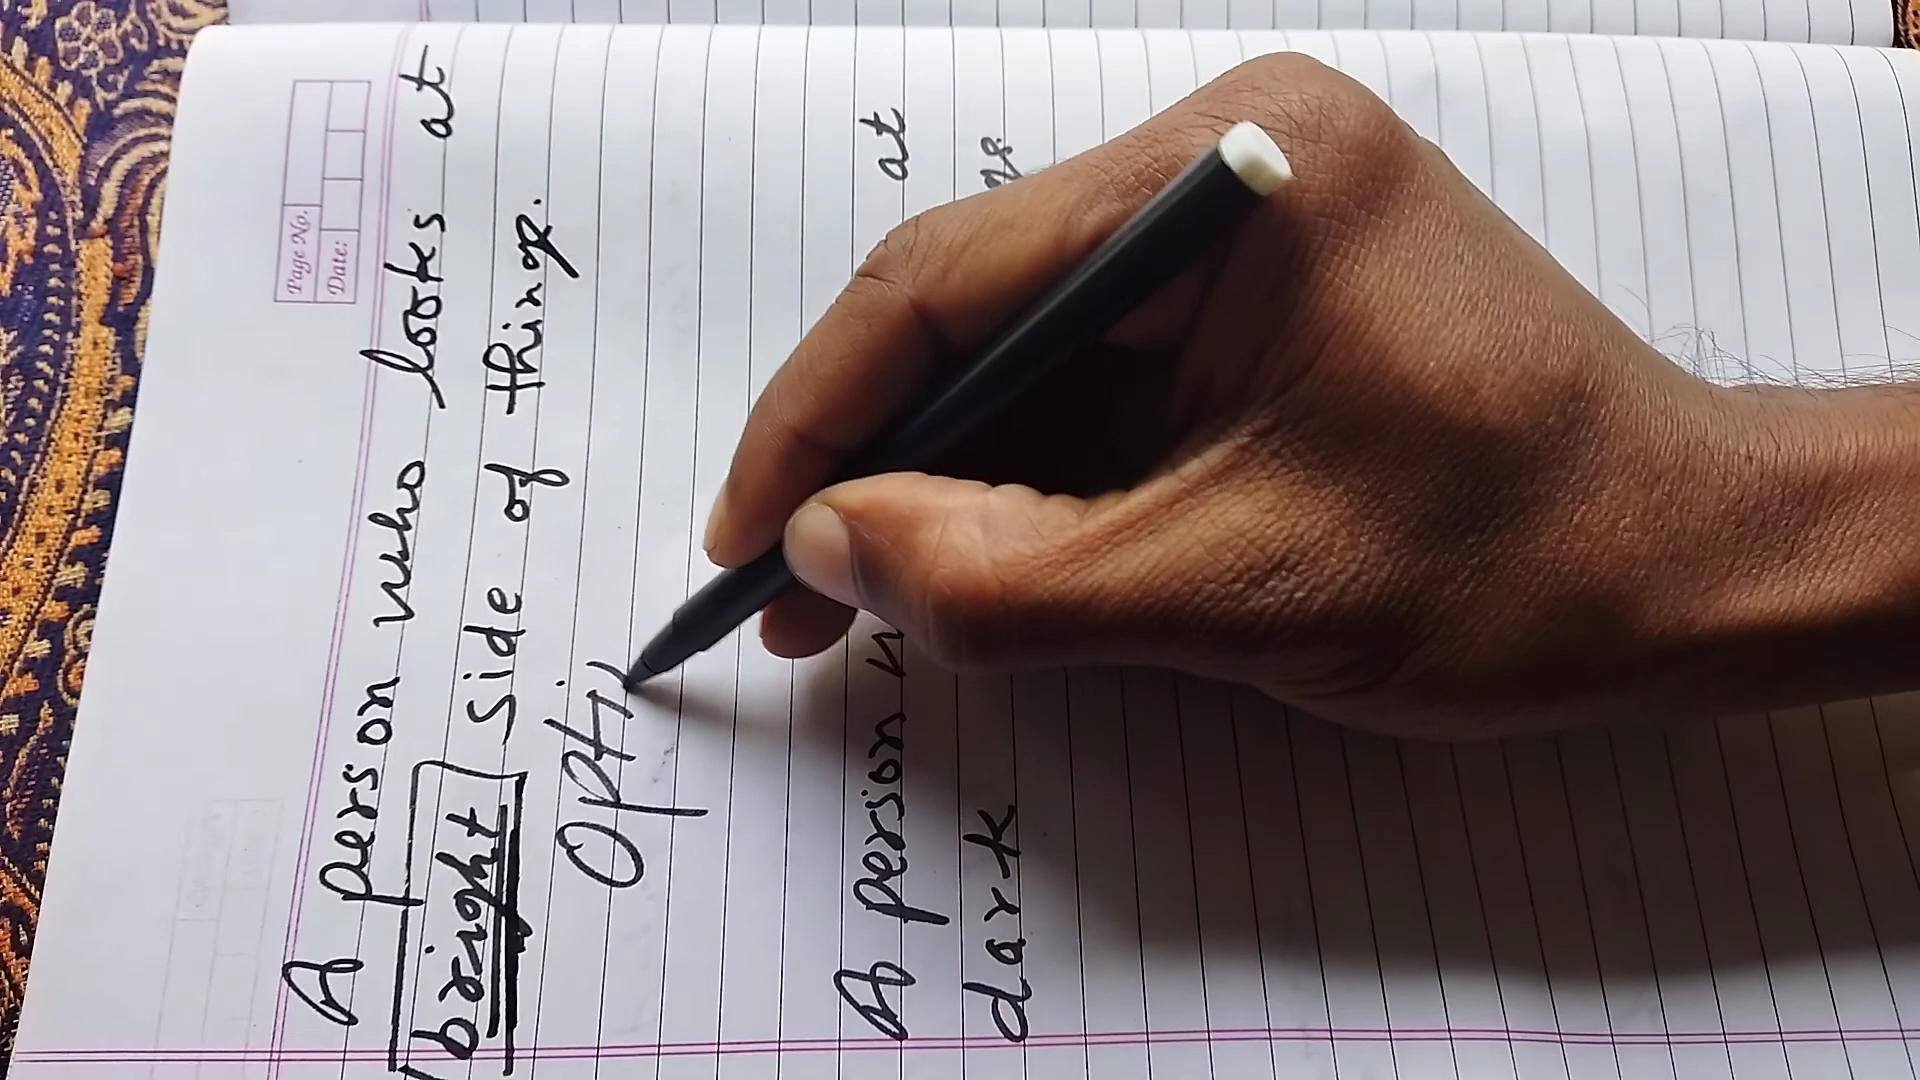 Page No.
Date:
A person who looks at
bright side of things.
Opti
A person at
dark